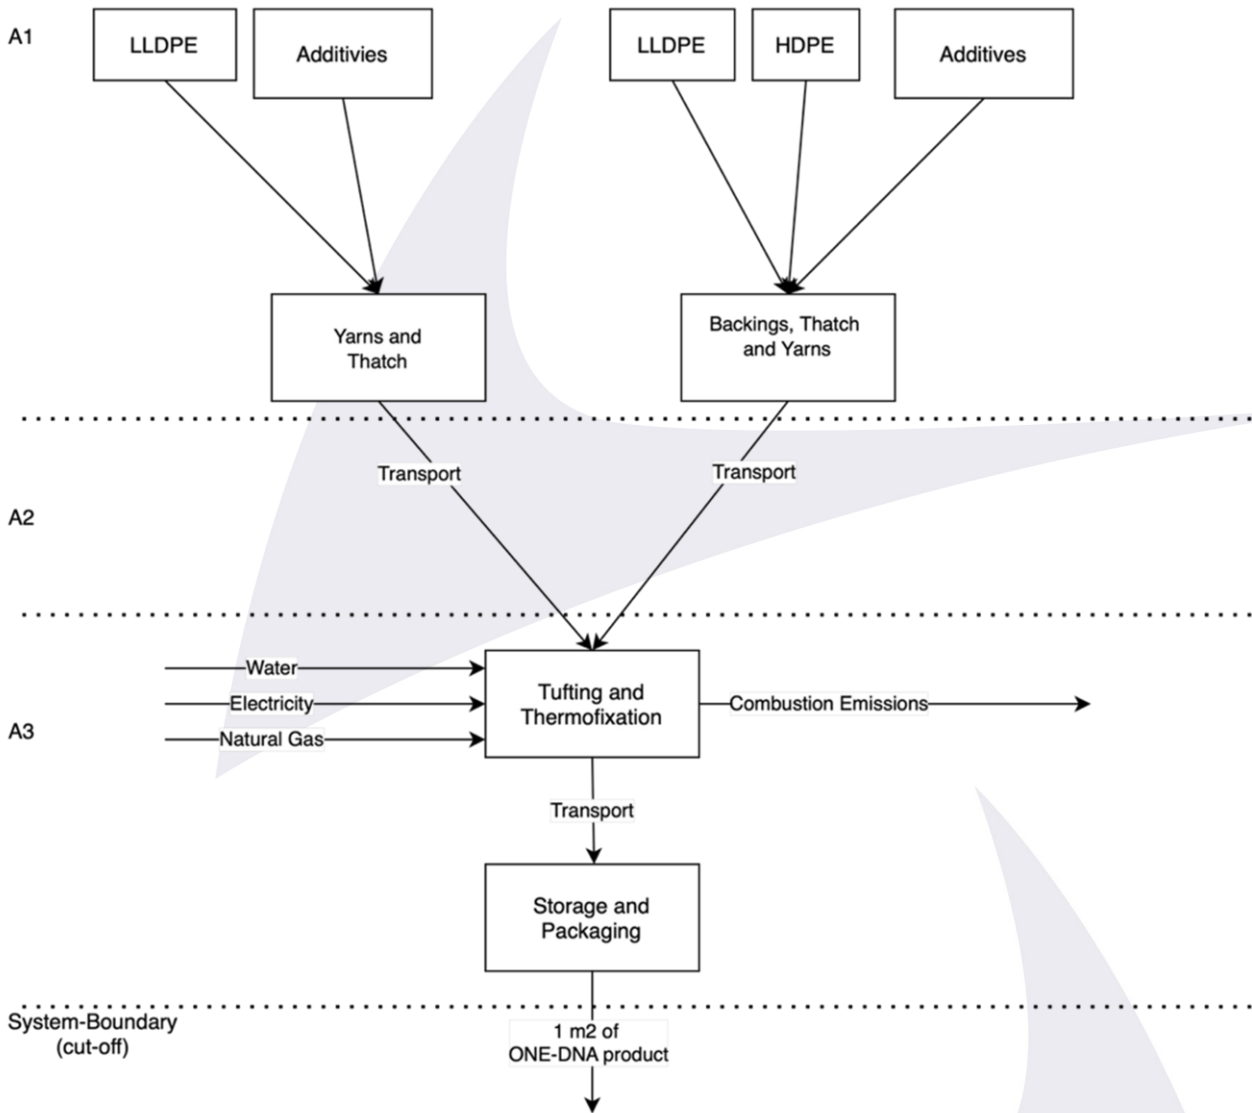 A1
LLDPE
Additivies
LLDPE
HDPE
Additives
Yarns and
Thatch
Backings, Thatch
and Yarns
Transport
Transport
A2
Water
Electricity
Natural Gas
Tufting and
Thermofixation
Combustion Emissions
A3
Transport
Storage and
Packaging
System-Boundary
(cut-off)
1 m2 of
ONE-DNA product